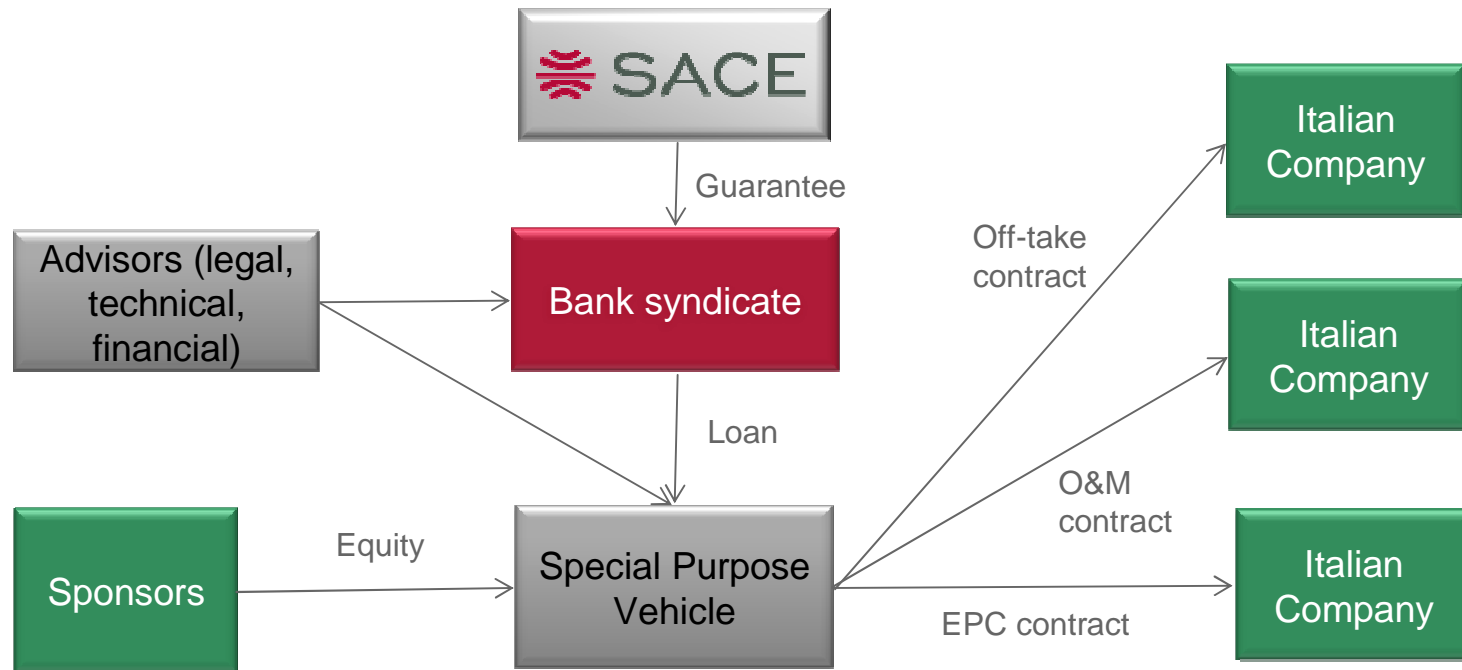 SACE
Guarantee
Italian
Company
Off-take
contract
Advisors (legal,
technical,
financial)
Bank syndicate
Italian
Company
Loan
O&M
contract
Sponsors
Equity
Special Purpose
Vehicle
EPC contract
Italian
Company